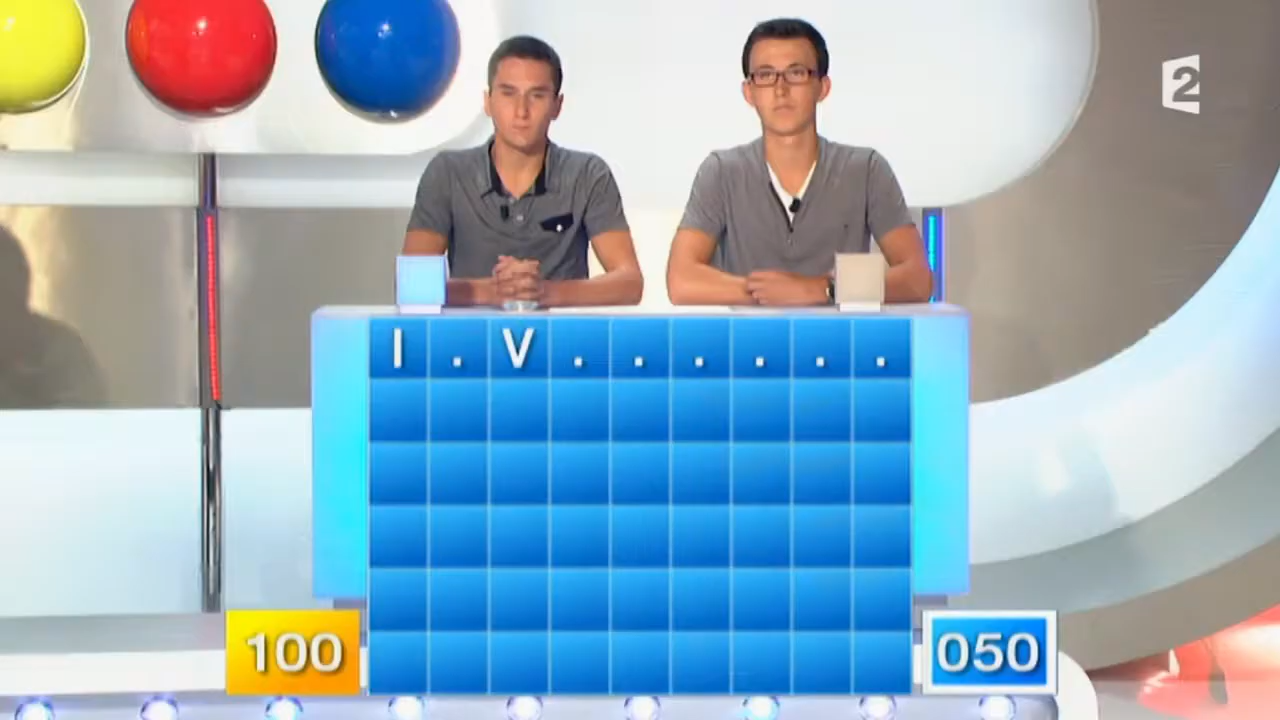 2
I . V . . . . . .
100
050